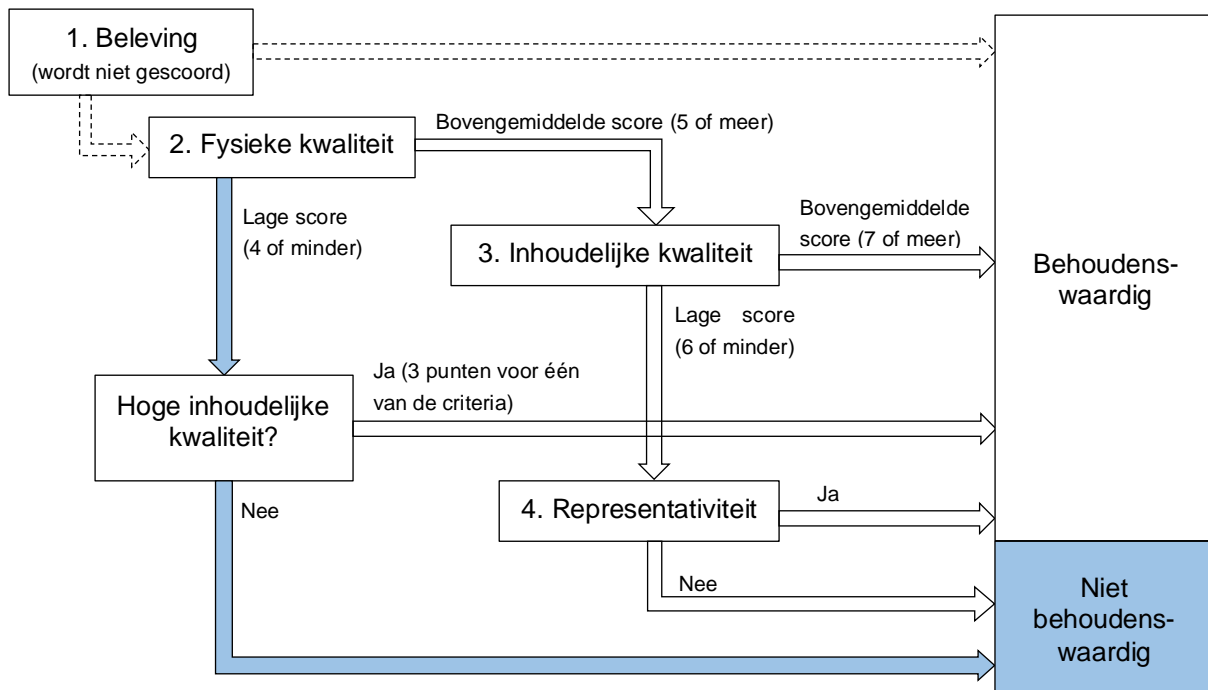 1. Beleving
(wordt niet gescoord)
2. Fysieke kwaliteit
Bovengemiddelde score (5 of meer)
Lage score
(4 of minder)
3. Inhoudelijke kwaliteit
Bovengemiddelde
score (7 of meer)
Behoudens-
waardig
Lage score
(6 of minder)
Hoge inhoudelijke
kwaliteit?
Ja (3 punten voor één
van de criteria)
4. Representativiteit
Ja
Nee
Nee
Niet
behoudens-
waardig